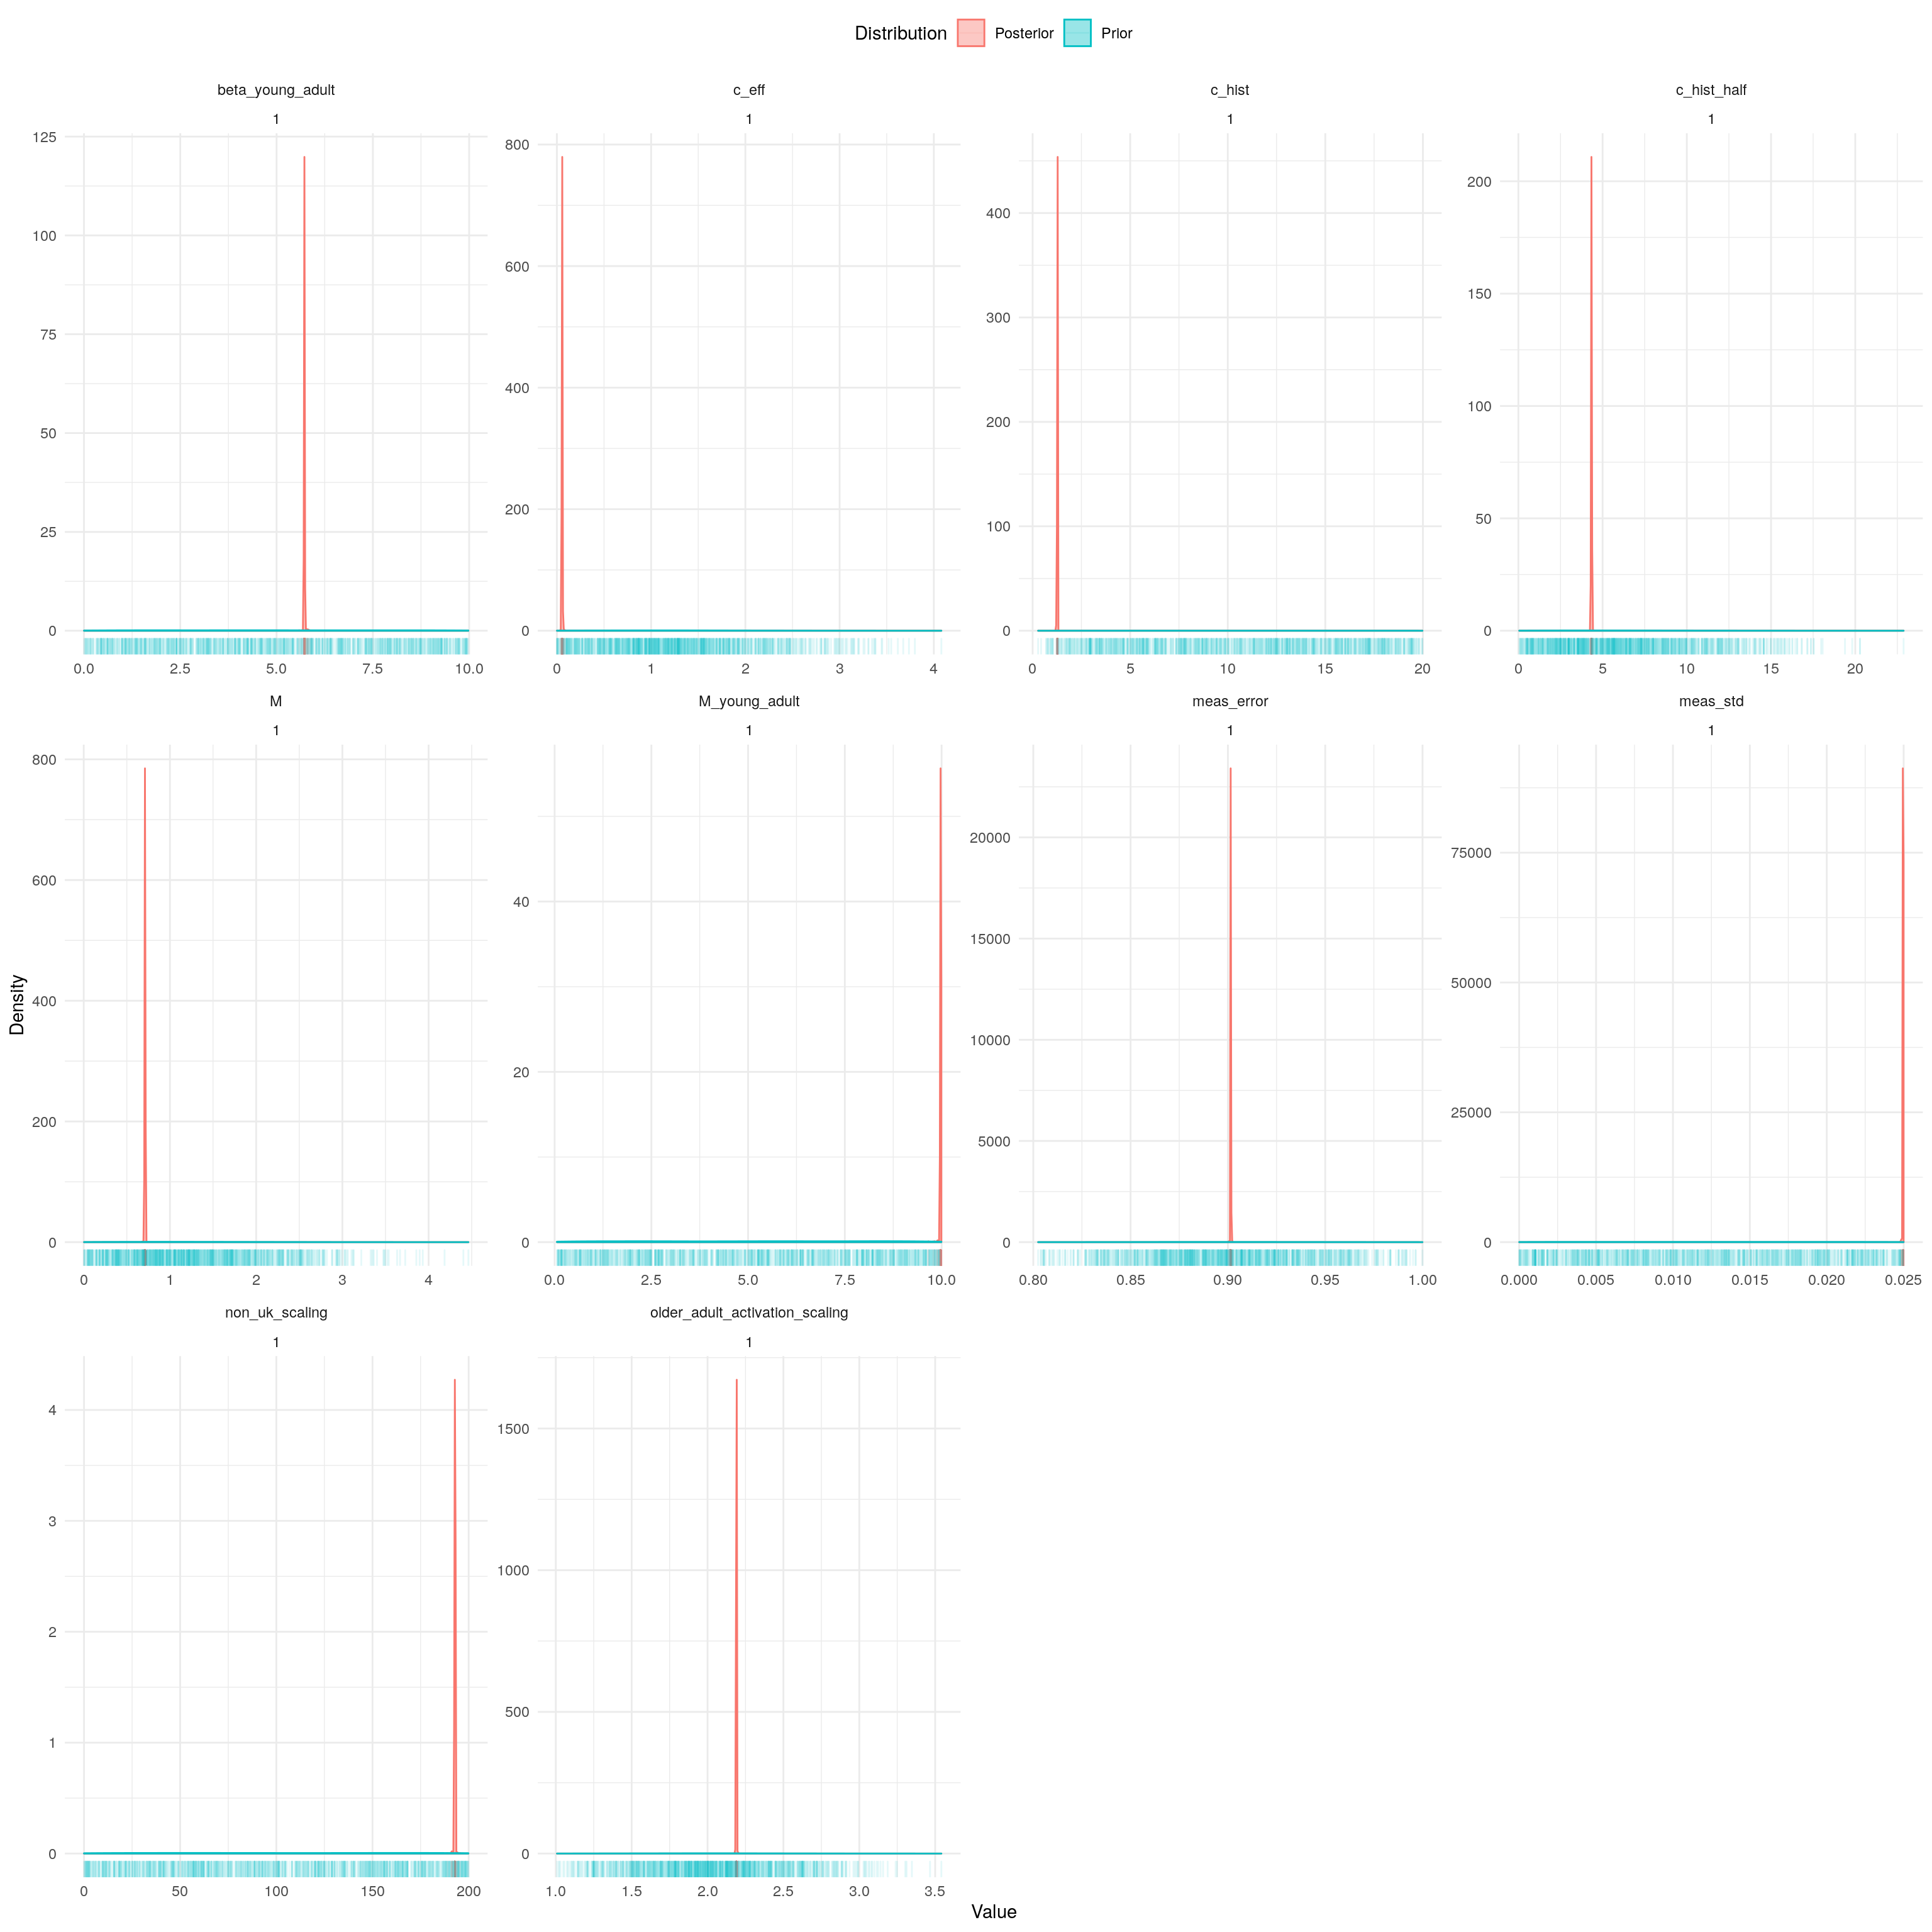 Distribution Posterior Prior
beta_young_adult c_eff c_hist c_hist_half
1 1 1 1
125
100
75
50
25
0
800
600
400
200
0
400
300
200
100
0
200
150
100
50
0
0.0 2.5 5.0 7.5 10.0
0 1 2 3 4
0 5 10 15 20
0 5 10 15 20
M M_young_adult meas_error meas_std
1 1 1 1
Density
800
600
400
200
0
40
20
0
20000
15000
10000
5000
0
75000
50000
25000
0
0 1 2 3 4
0.0 2.5 5.0 7.5 10.0
0.80 0.85 0.90 0.95 1.00
0.000 0.005 0.010 0.015 0.020 0.025
non_uk_scaling older_adult_activation_scaling
1 1
4
3
2
1
0
1500
1000
500
0
0 50 100 150 200
1.0 1.5 2.0 2.5 3.0 3.5
Value